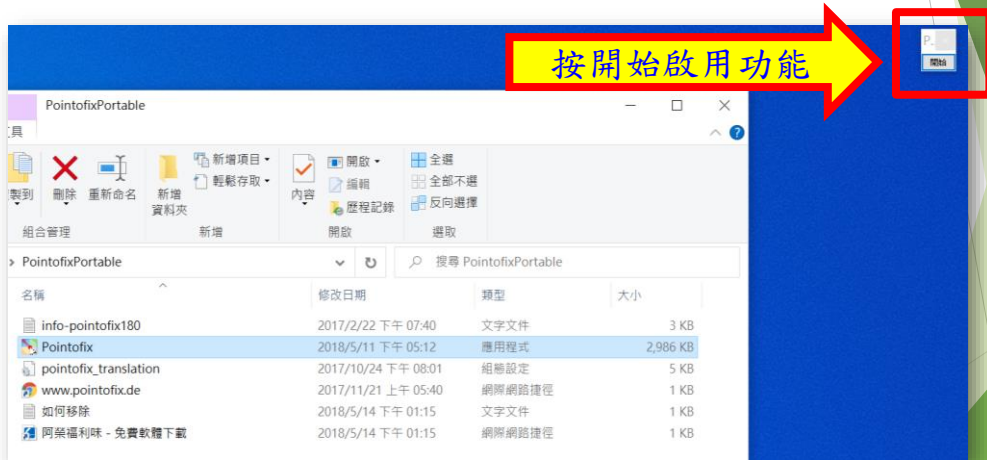 按開始啟用功能
P..
開始
PointofixPortable
工具
製到
刪除
重新命名
新增
資料夾
新增項目
輕鬆存取
內容
開啟
編輯
歷程記錄
全選
全部不選
反向選擇
組合管理
新增
開啟
選取
PointofixPortable
搜尋 PointofixPortable
名稱 修改日期 類型 大小
info-pointofix180 2017/2/22 下午 07:40 文字文件 3 KB
Pointofix 2018/5/11 下午 05:12 應用程式 2,986 KB
pointofix_translation 2017/10/24 下午 08:01 組態設定 5 KB
www.pointofix.de 2017/11/21 上午 05:40 網際網路捷徑 1 KB
如何移除 2018/5/14 下午 01:15 文字文件 1 KB
阿榮福利味 - 免費軟體下載 2018/5/14 下午 01:15 網際網路捷徑 1 KB